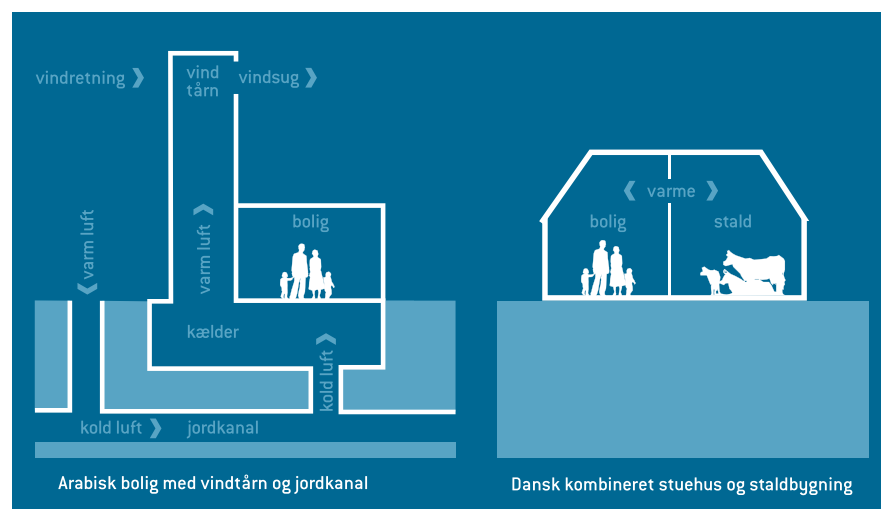 vindretning
vind
tårn
vindsug
varm luft
varm luft
bolig
kælder
kold luft
kold luft
jordkanal
Arabisk bolig med vindtårn og jordkanal
varme
bolig
stald
Dansk kombineret stuehus og staldbygning